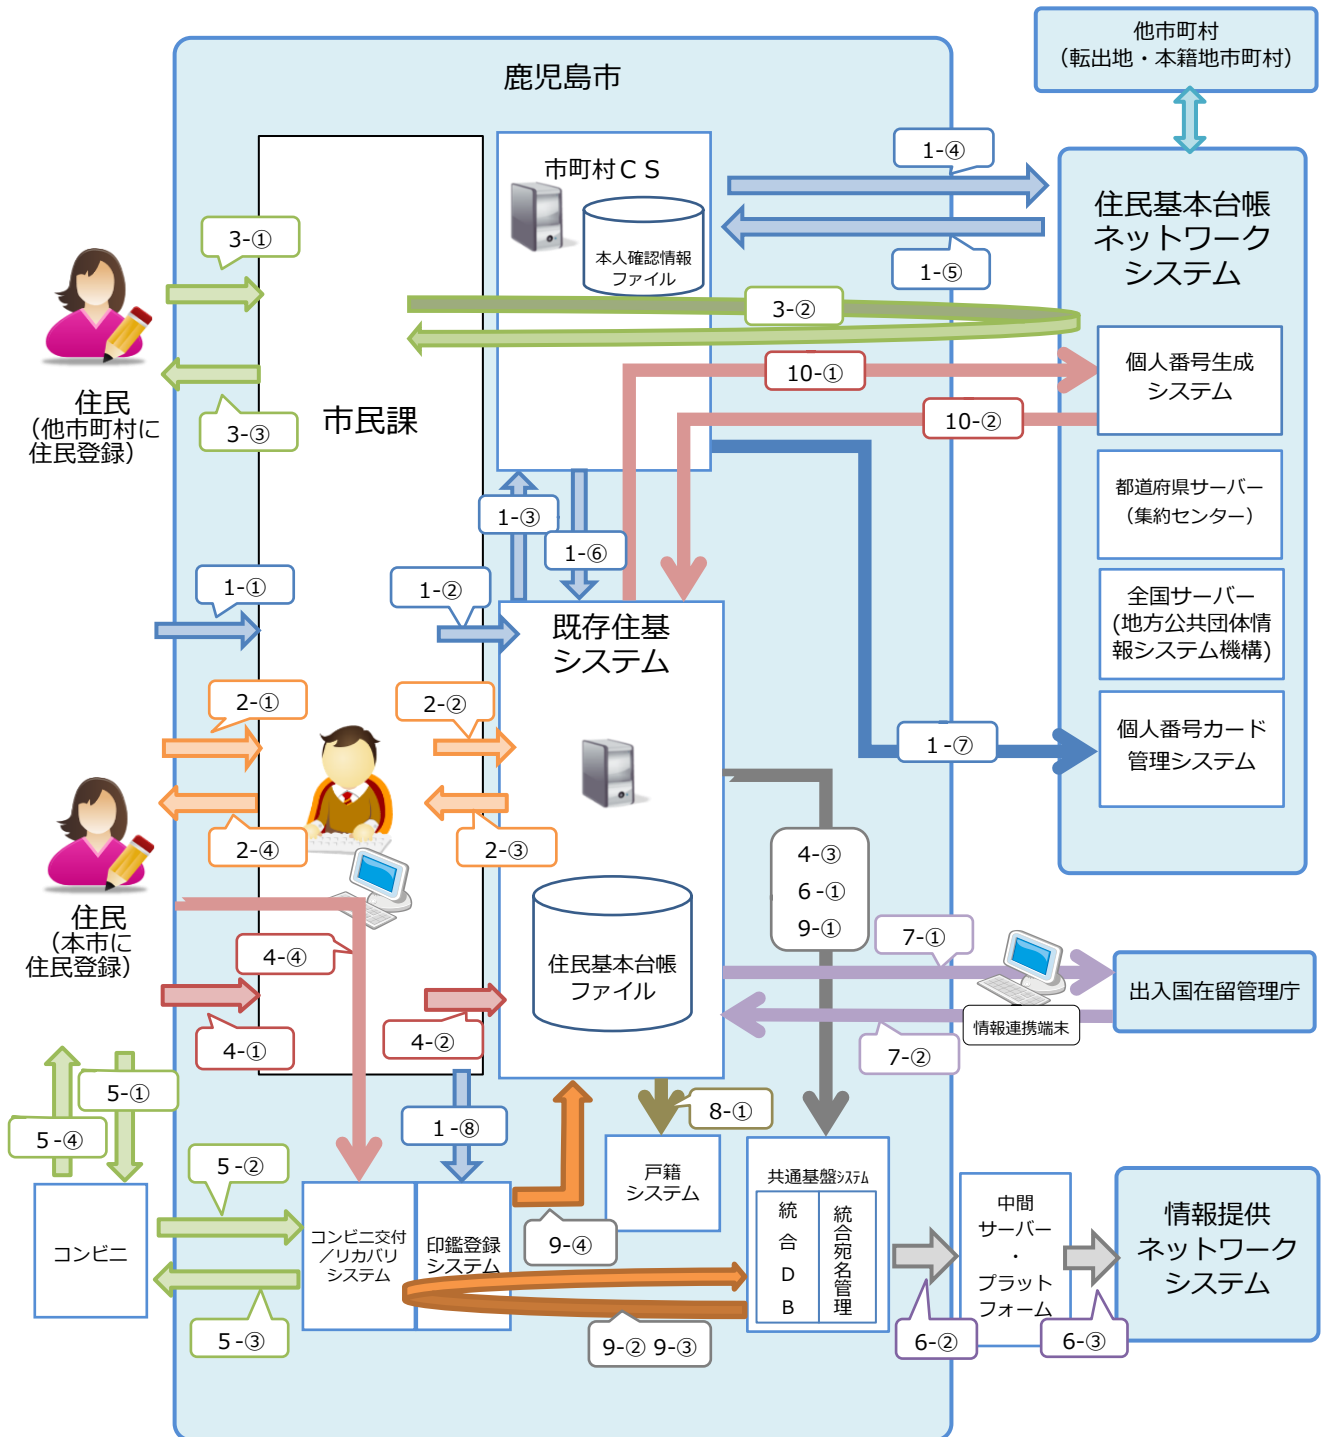 他市町村
（転出地・本籍地市町村）
鹿児島市
市町村ＣＳ
本人確認情報
ファイル
1-④
1-⑤
住民基本台帳
ネットワーク
システム
3-①
3-②
3-③
住民
（他市町村に
住民登録）
市民課
10-①
10-②
個人番号生成
システム
都道府県サーバー
（集約センター）
全国サーバー
(地方公共団体情
報システム機構)
個人番号カード
管理システム
1-③
1-⑥
1-①
1-②
既存住基
システム
2-①
2-②
1-⑦
2-④
2-③
4-③
6-①
9-①
住民
（本市に
住民登録）
4-④
住民基本台帳
ファイル
7-①
情報連携端末
出入国在留管理庁
7-②
4-①
4-②
5-①
5-④
1-⑧
8-①
5-②
コンビニ
5-③
コンビニ交付
／リカバリ
システム
印鑑登録
システム
9-④
戸籍
システム
9-② 9-③
共通基盤ｼｽﾃﾑ
統合DB
統合宛名管理
6-②
中間
サーバー
・
プラット
フォーム
6-③
情報提供
ネットワーク
システム